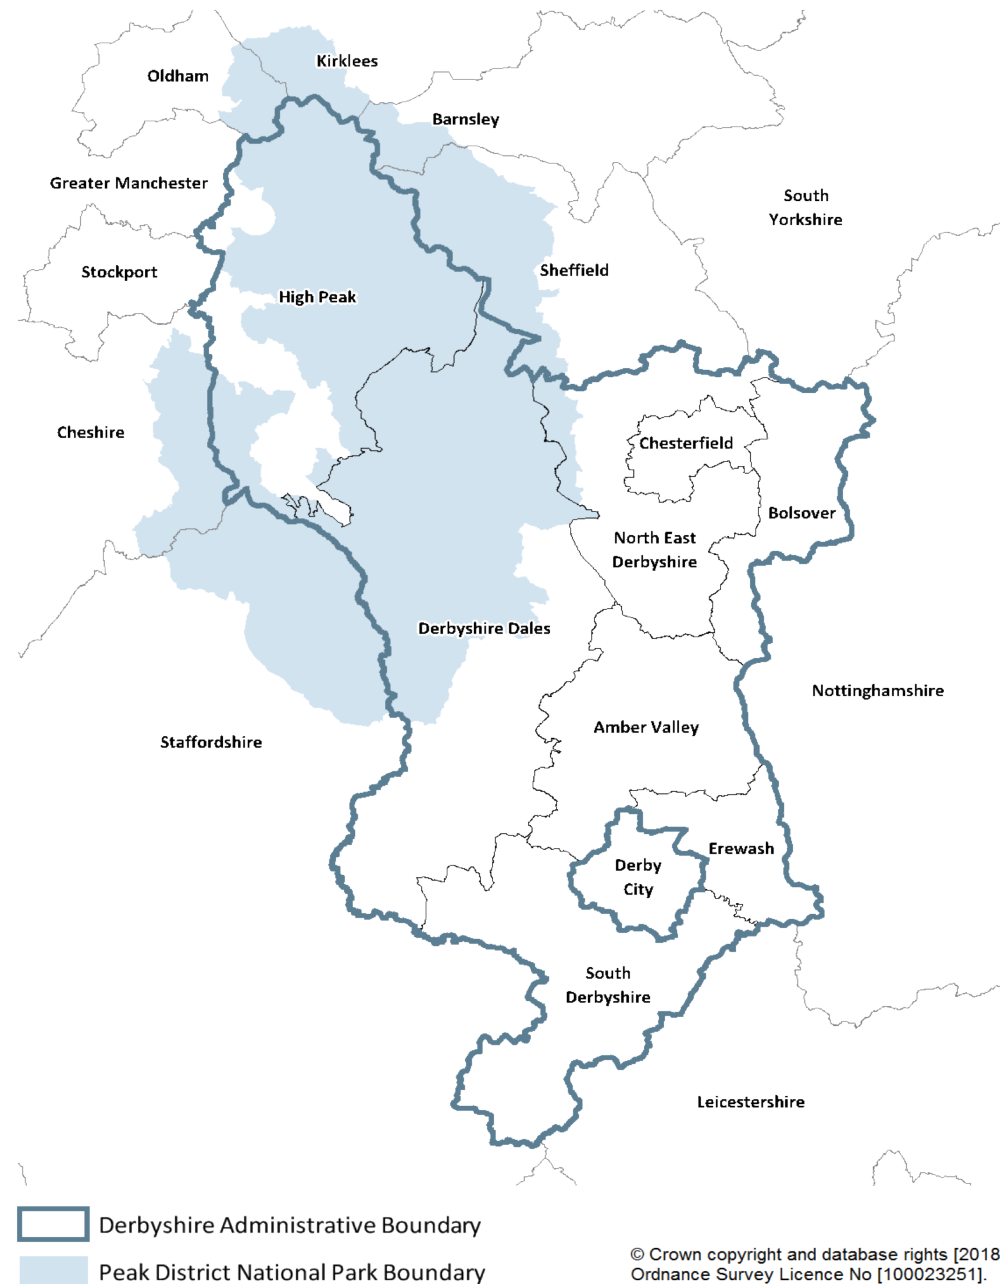 Kirklees
Oldham
Barnsley
Greater Manchester
South
Yorkshire
Stockport
Sheffield
High Peak
Cheshire
Chesterfield
Bolsover
North East
Derbyshire
Derbyshire Dales
Nottinghamshire
Amber Valley
Staffordshire
Erewash
Derby
City
South
Derbyshire
Leicestershire
Derbyshire Administrative Boundary
Peak District National Park Boundary
© Crown copyright and database rights [2018
Ordnance Survey Licence No [100023251].